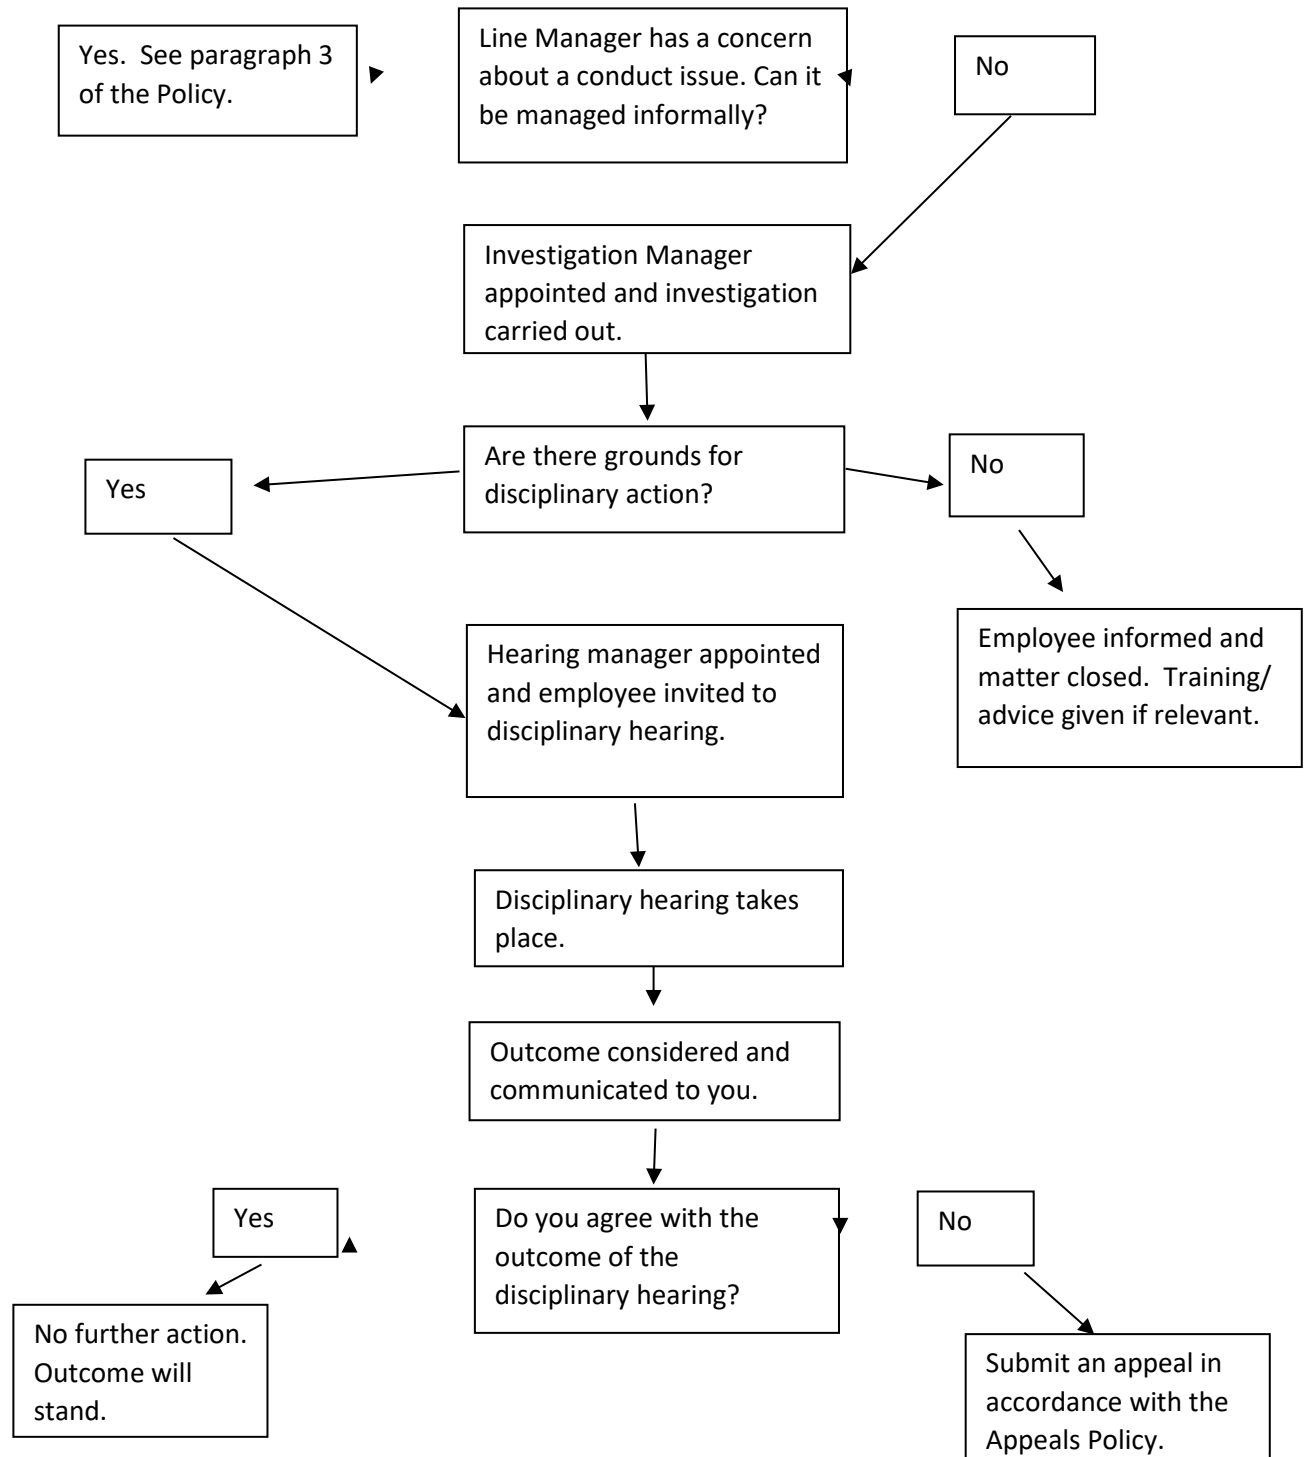 Yes.  See paragraph 3
of the Policy.
Line Manager has a concern
about a conduct issue. Can it
be managed informally?
No
Investigation Manager
appointed and investigation
carried out.
Are there grounds for
disciplinary action?
Yes
No
Hearing manager appointed
and employee invited to
disciplinary hearing.
Employee informed and
matter closed.  Training/
advice given if relevant.
Disciplinary hearing takes
place.
Outcome considered and
communicated to you.
Do you agree with the
outcome of the
disciplinary hearing?
Yes
No
No further action.
Outcome will
stand.
Submit an appeal in
accordance with the
Appeals Policy.